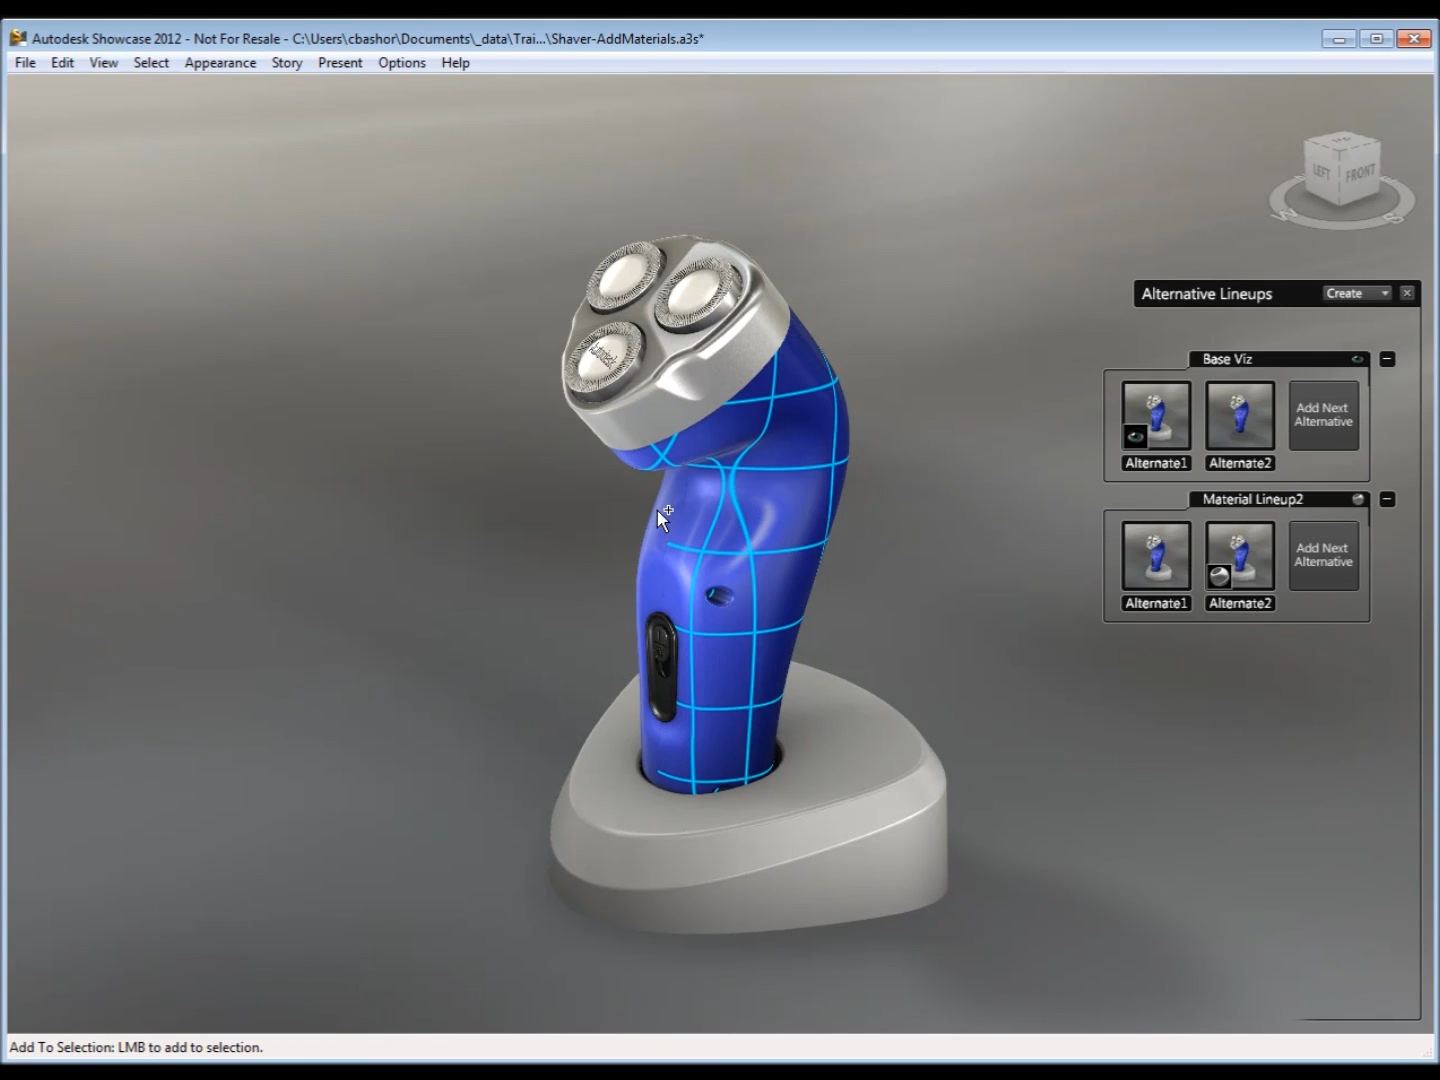 Autodesk Showcase 2012 - Not For Resale - C:\Users\cbashor\Documents\_data\Trai...\Shaver-AddMaterials.a3s*
File Edit View Select Appearance Story Present Options Help
LEFT FRONT
W S
Alternative Lineups Create
Base Viz
Add Next
Alternative
Alternate1 Alternate2
Material Lineup2
Add Next
Alternative
Alternate1 Alternate2
Autodesk
Add To Selection: LMB to add to selection.